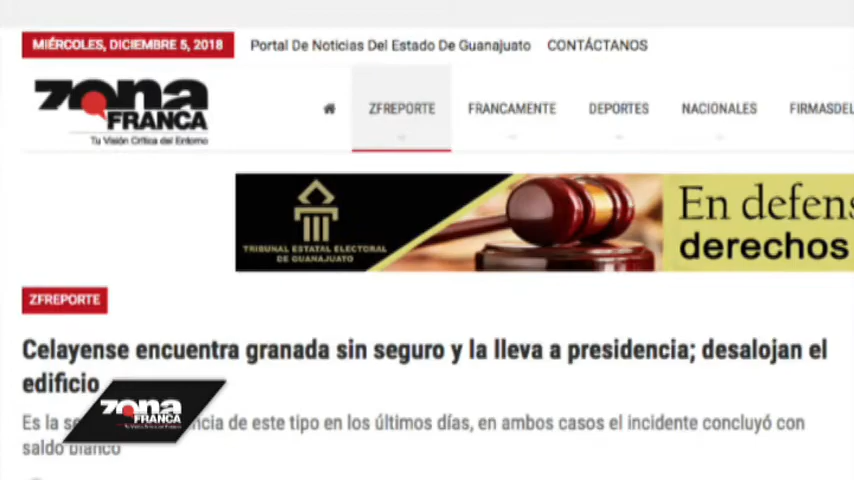 MIÉRCOLES, DICIEMBRE 5, 2018 Portal De Noticias Del Estado De Guanajuato CONTÁCTANOS
ZONA FRANCA
Tu Visión Crítica del Entorno
ZFREPORTE FRANCAMENTE DEPORTES NACIONALES FIRMASDEL
TRIBUNAL ESTATAL ELECTORAL
DE GUANAJUATO
En defens
derechos
ZFREPORTE
Celayense encuentra granada sin seguro y la lleva a presidencia; desalojan el
edificio
ZONA FRANCA
Es la se ncia de este tipo en los últimos días, en ambos casos el incidente concluyó con
saldo blanco